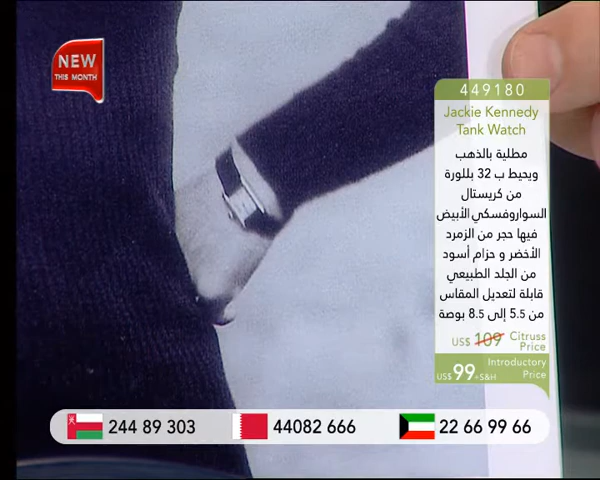 NEW
THIS MONTH
449180
Jackie Kennedy
Tank Watch
مطلية بالذهب
ويحيط ب 32 بللورة
من كريستال
السواروفسكي الأبيض
فيها حجر من الزمرد
الأخضر و حزام أسود
من الجلد الطبيعي
قابلة لتعديل المقاس
من 5.5 إلى 8.5 بوصة
US$ 109 Citruss
Price
Introductory
US$ 99 +S&H Price
244 89 303 44082 666 22 66 99 66